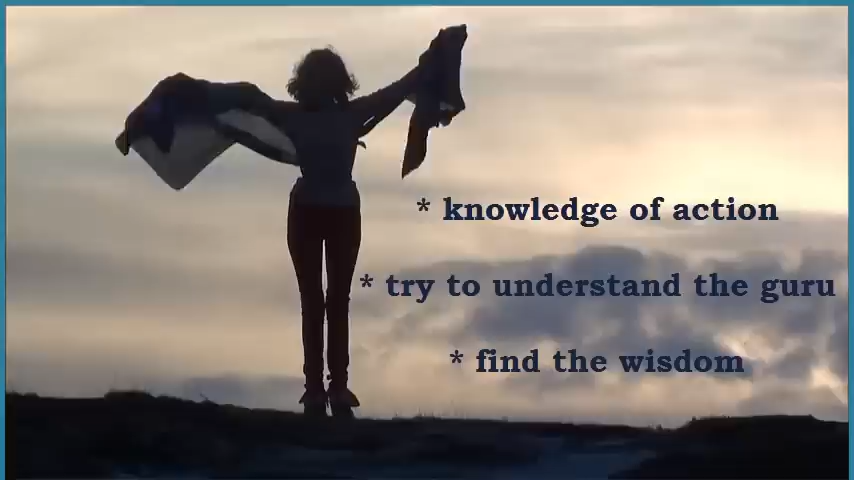 * knowledge of action
* try to understand the guru
* find the wisdom